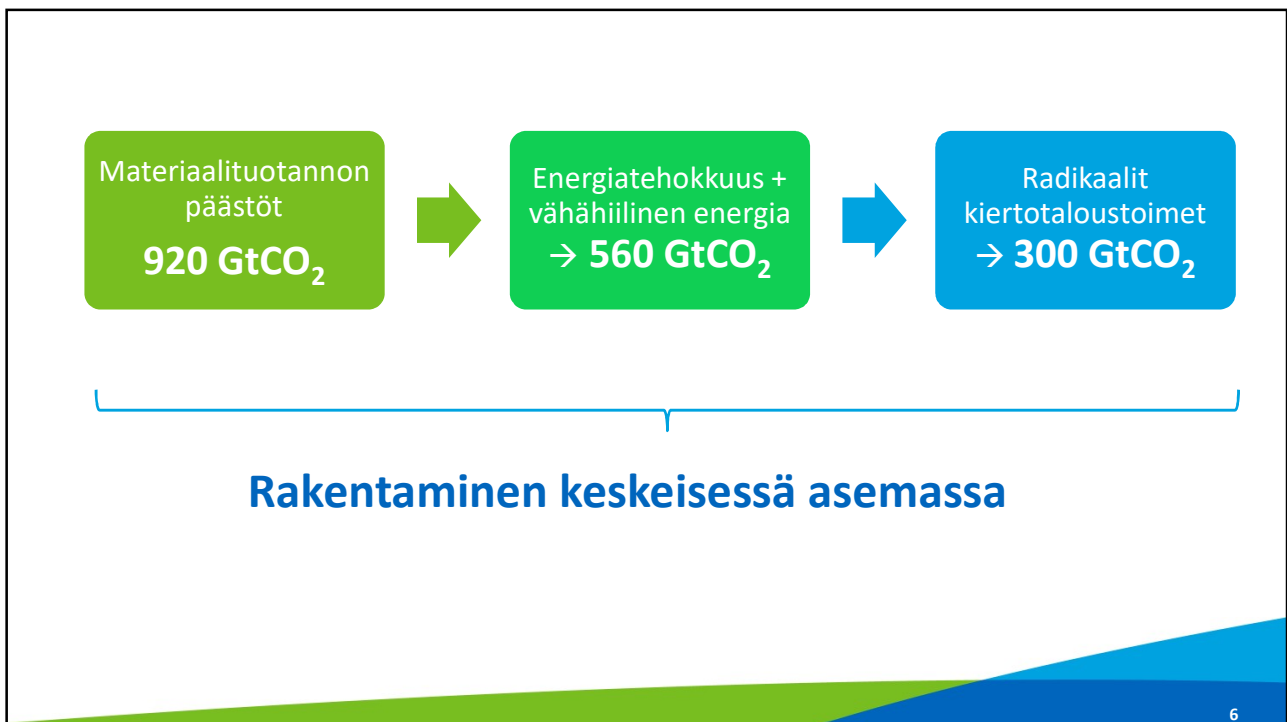 Materiaalituotannon
päästöt
920 GtCO₂
Energiatehokkuus +
vähähiilinen energia
→ 560 GtCO₂
Radikaalit
kiertotaloustoimet
→ 300 GtCO₂
Rakentaminen keskeisessä asemassa
6